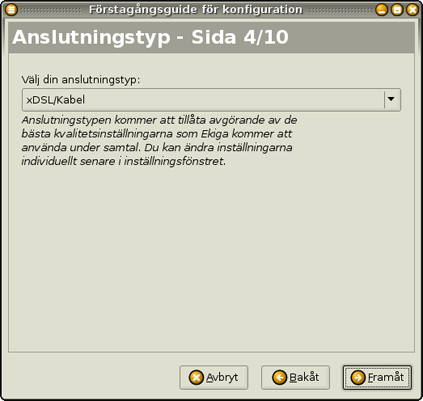 Förstagångsguide för konfiguration
Anslutningstyp - Sida 4/10
Välj din anslutningstyp:
xDSL/Kabel
Anslutningstypen kommer att tillåta avgörande av de
bästa kvalitetsinställningarna som Ekiga kommer att
använda under samtal. Du kan ändra inställningarna
individuellt senare i inställningsfönstret.
Avbryt
Bakåt
Framåt